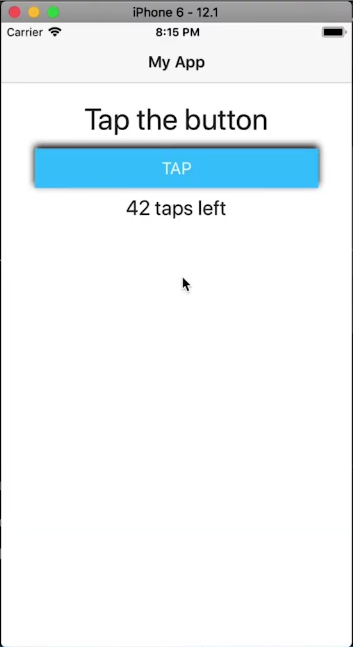 iPhone 6 - 12.1
Carrier 8:15 PM
My App
Tap the button
TAP
42 taps left